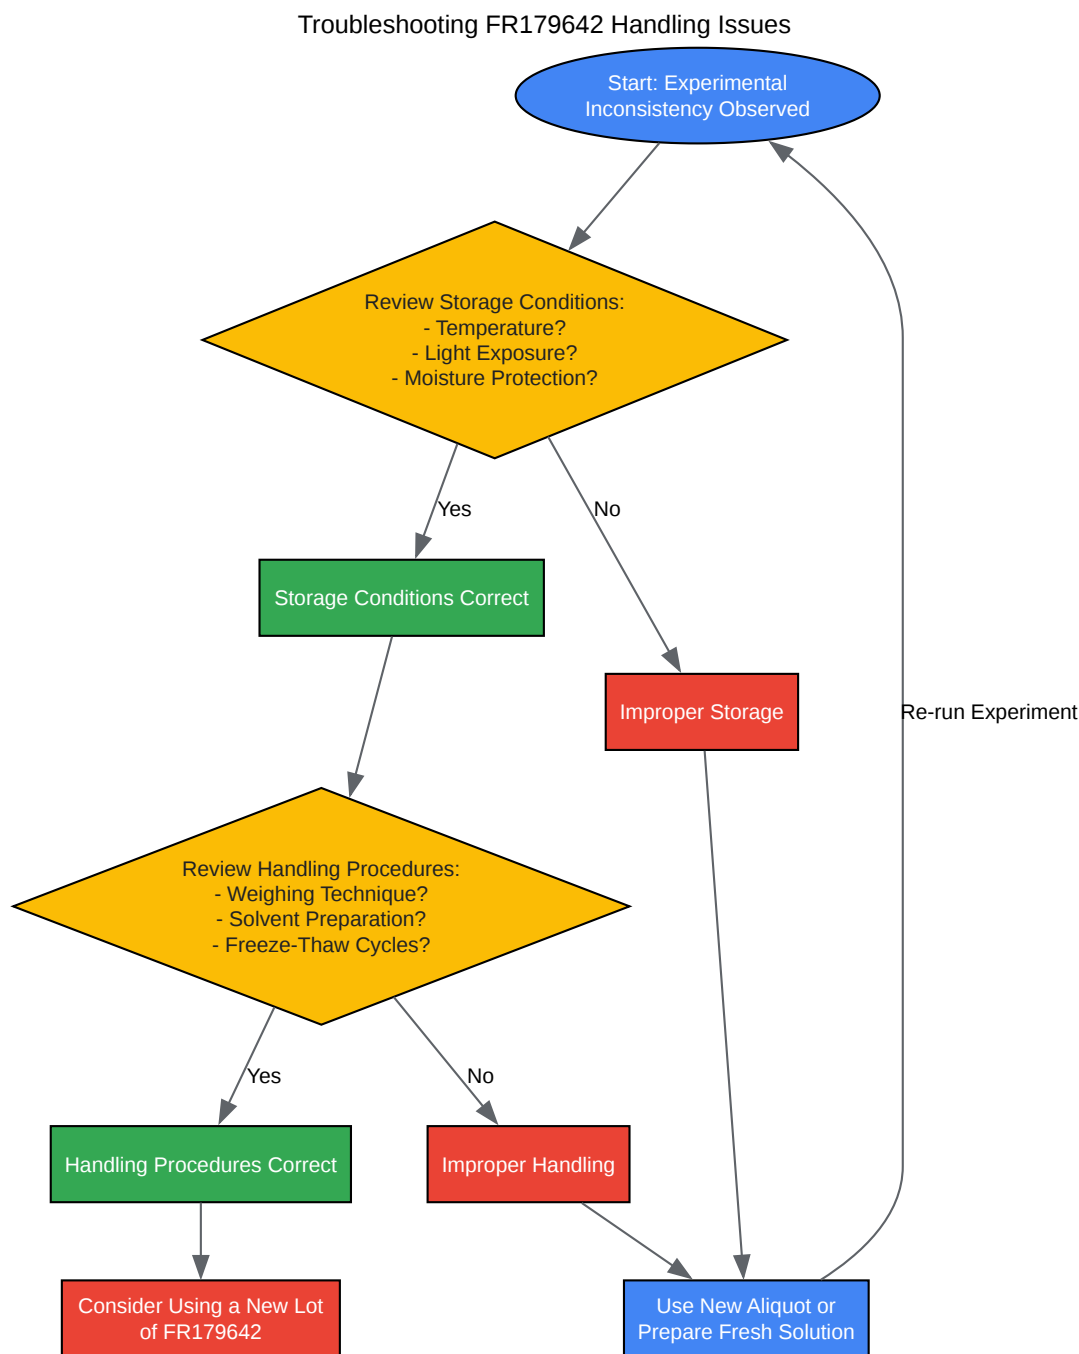 Troubleshooting FR179642 Handling Issues
Start: Experimental
Inconsistency Observed
Review Storage Conditions:
- Temperature?
- Light Exposure?
- Moisture Protection?
Yes
No
Storage Conditions Correct
Improper Storage
Re-run Experiment
Review Handling Procedures:
- Weighing Technique?
- Solvent Preparation?
- Freeze-Thaw Cycles?
Yes
No
Handling Procedures Correct
Improper Handling
Consider Using a New Lot
of FR179642
Use New Aliquot or
Prepare Fresh Solution